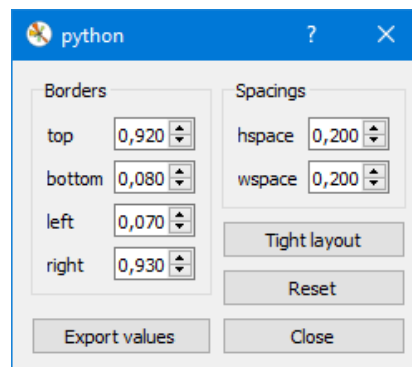 python ?
Borders
top 0,920
bottom 0,080
left 0,070
right 0,930
Export values
Spacings
hspace 0,200
wspace 0,200
Tight layout
Reset
Close